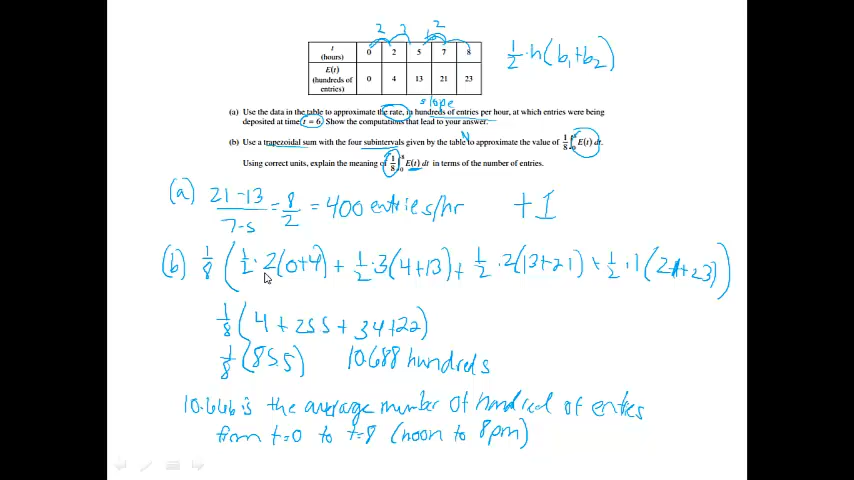 2 3 2
t (hours) 0 2 5 7 8
E(t) (hundreds of entries) 0 4 13 21 23
1/2 · h(b1+b2)
slope
(a) Use the data in the table to approximate the rate, in hundreds of entries per hour, at which entries were being
deposited at time t = 6. Show the computations that lead to your answer.
(b) Use a trapezoidal sum with the four subintervals given by the table to approximate the value of 1/8 ∫₀⁸ E(t) dt.
Using correct units, explain the meaning of 1/8 ∫₀⁸ E(t) dt in terms of the number of entries.
(a) 21-13/7-5 = 8/2 = 400 entries/hr +1
(b) 1/8 (1/2 · 2(0+4) + 1/2 · 3(4+13) + 1/2 · 2(13+21) + 1/2 · 1(21+23))
1/8 (4 + 25.5 + 34+22)
1/8 (85.5) 10.688 hundreds
is the average number of hundred of entries
from t=0 to t=8 (noon to 8pm)